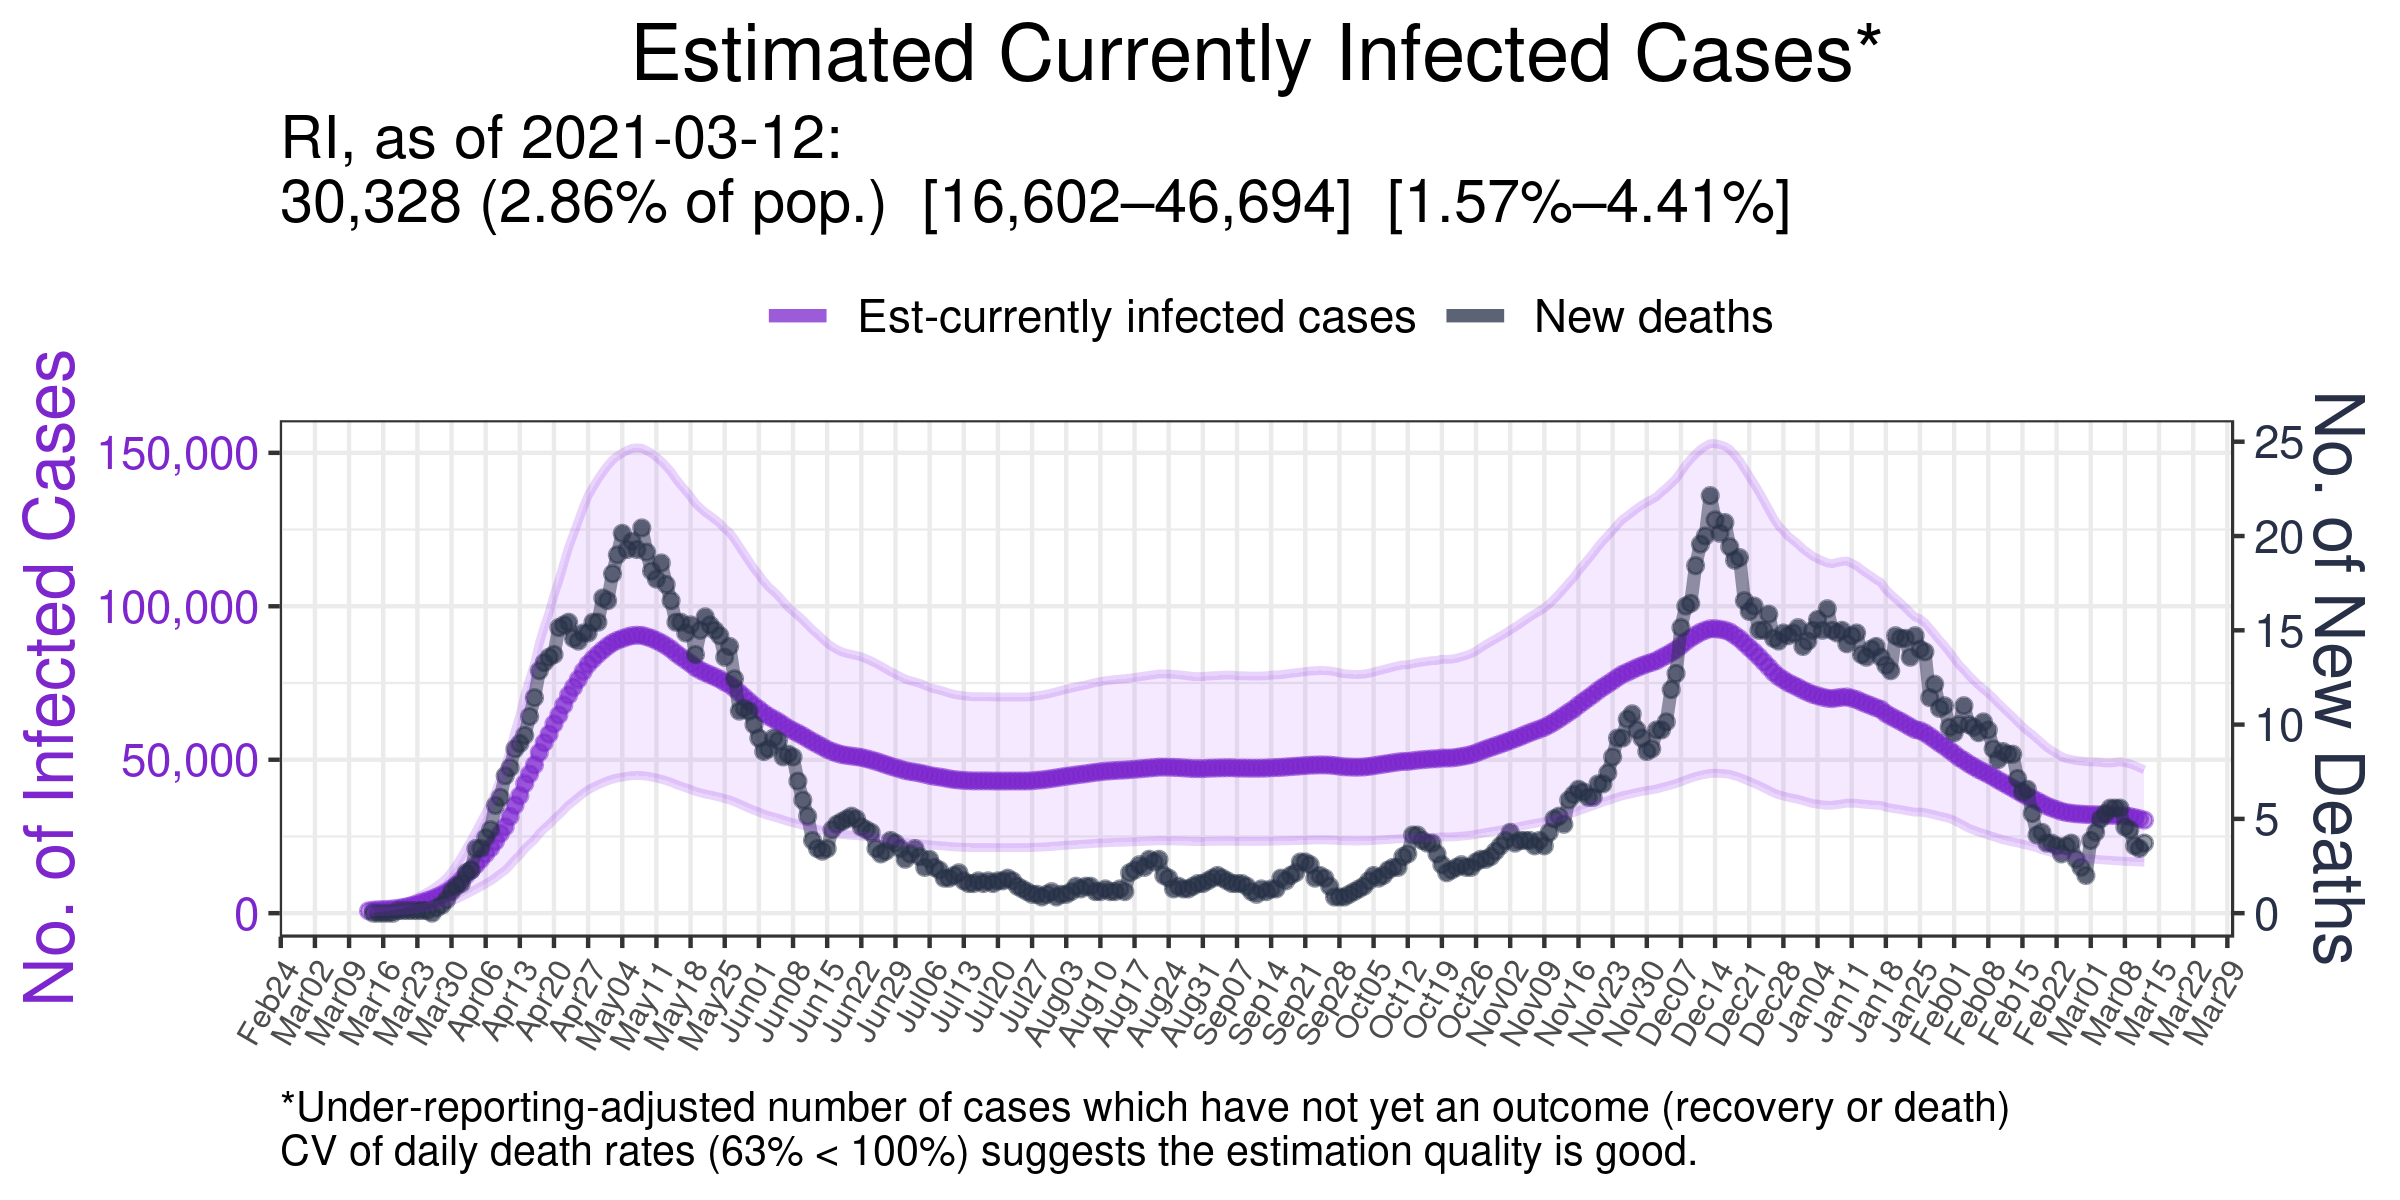 Estimated Currently Infected Cases*
RI, as of 2021-03-12:
30,328 (2.86% of pop.) [16,602–46,694] [1.57%–4.41%]
Est-currently infected cases
New deaths
No. of Infected Cases
150,000
100,000
50,000
0
25
20
15
10
5
0
No. of New Deaths
Feb24
Mar02
Mar09
Mar16
Mar23
Mar30
Apr06
Apr13
Apr20
Apr27
May04
May11
May18
May25
Jun01
Jun08
Jun15
Jun22
Jun29
Jul06
Jul13
Jul20
Jul27
Aug03
Aug10
Aug17
Aug24
Aug31
Sep07
Sep14
Sep21
Sep28
Oct05
Oct12
Oct19
Oct26
Nov02
Nov09
Nov16
Nov23
Nov30
Dec07
Dec14
Dec21
Dec28
Jan04
Jan11
Jan18
Jan25
Feb01
Feb08
Feb15
Feb22
Mar01
Mar08
Mar15
Mar22
Mar29
*Under-reporting-adjusted number of cases which have not yet an outcome (recovery or death)
CV of daily death rates (63% < 100%) suggests the estimation quality is good.